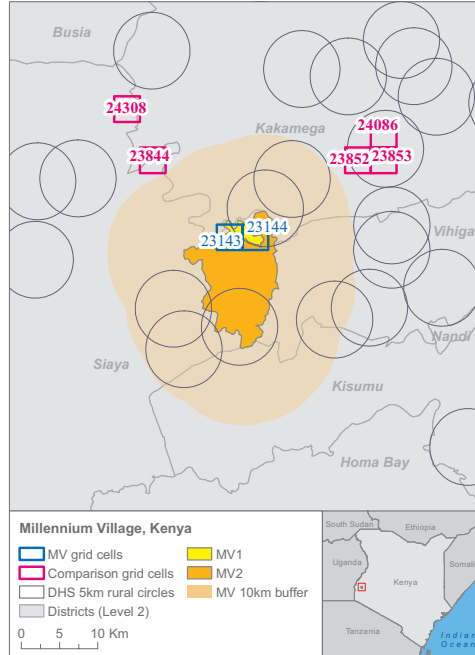 Busia
24308
24086
Kakamega
23844
23852
23853
Vihiga
23144
23143
Nandi
Siaya
Kisumu
Homa Bay
Millennium Village, Kenya
MV grid cells
Comparison grid cells
DHS 5km rural circles
Districts (Level 2)
MV1
MV2
MV 10km buffer
0 5 10 Km
South Sudan
Ethiopia
Uganda
Kenya
Somali
Tanzania
Indian
Ocean